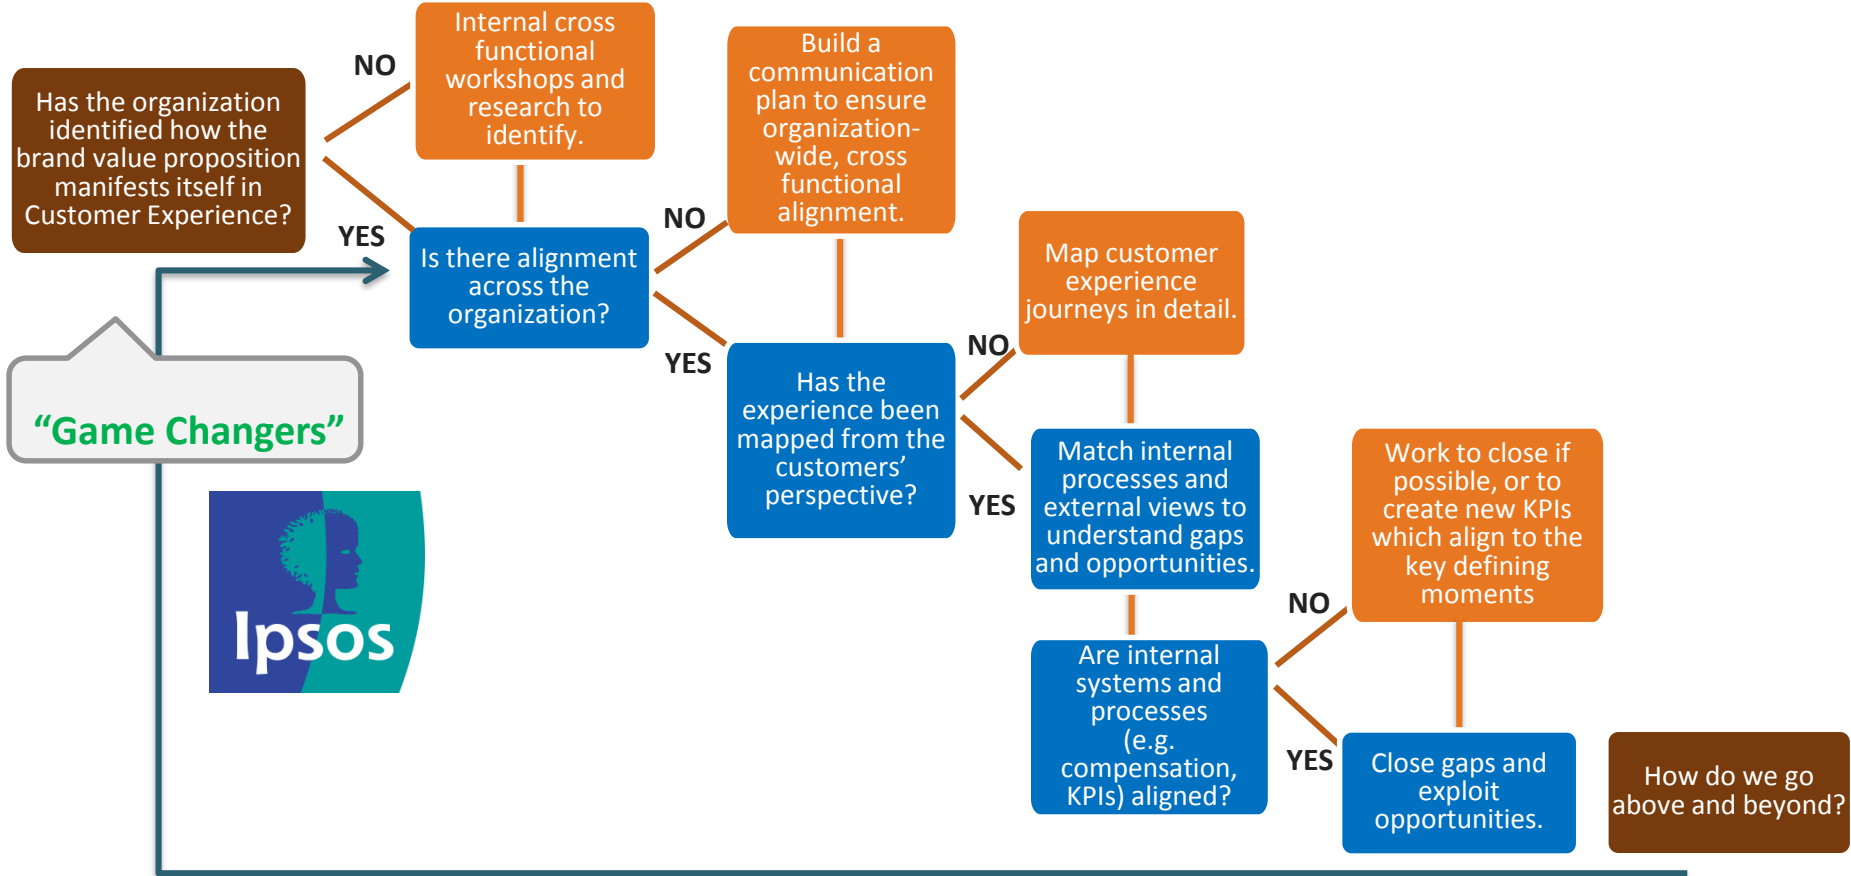 Has the organization
identified how the
brand value proposition
manifests itself in
Customer Experience?
NO
Internal cross
functional
workshops and
research to
identify.
YES
Is there alignment
across the
organization?
NO
Build a
communication
plan to ensure
organization-
wide, cross
functional
alignment.
YES
Has the
experience been
mapped from the
customers’
perspective?
NO
Map customer
experience
journeys in detail.
YES
Match internal
processes and
external views to
understand gaps
and opportunities.
Are internal
systems and
processes
(e.g.
compensation,
KPIs) aligned?
NO
Work to close if
possible, or to
create new KPIs
which align to the
key defining
moments
YES
Close gaps and
exploit
opportunities.
How do we go
above and beyond?
“Game Changers”
Ipsos